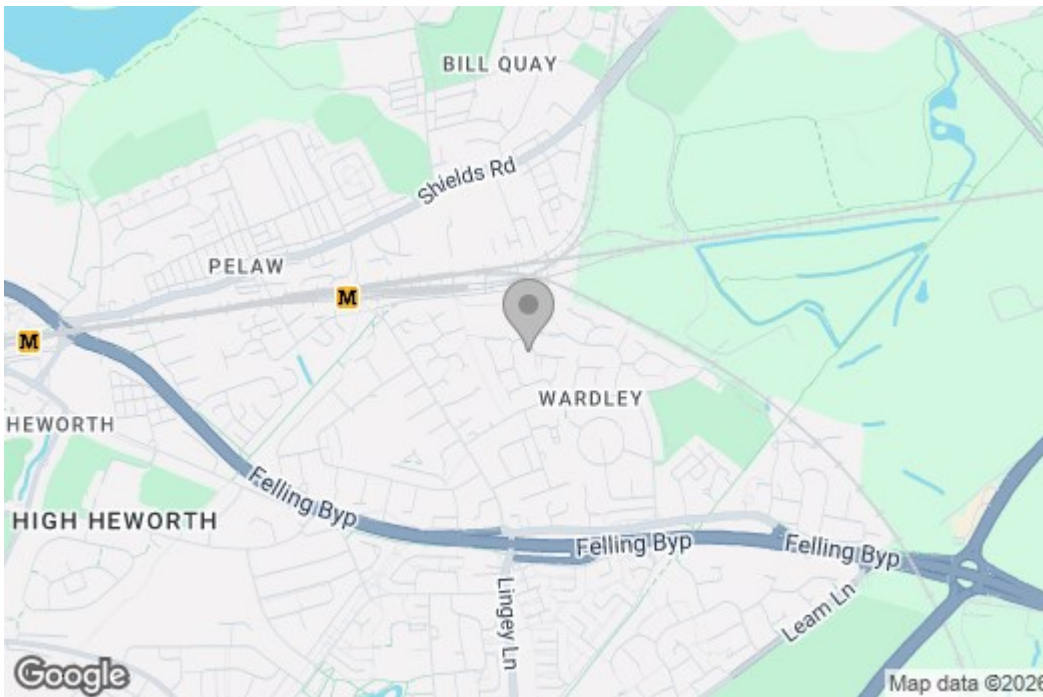 BILL QUAY
Shields Rd
PELAW
M
M
WARDLEY
HEWORTH
Felling Byp
HIGH HEWORTH
Felling Byp
Felling Byp
Lingey Ln
Leam Ln
Google
Map data ©2026